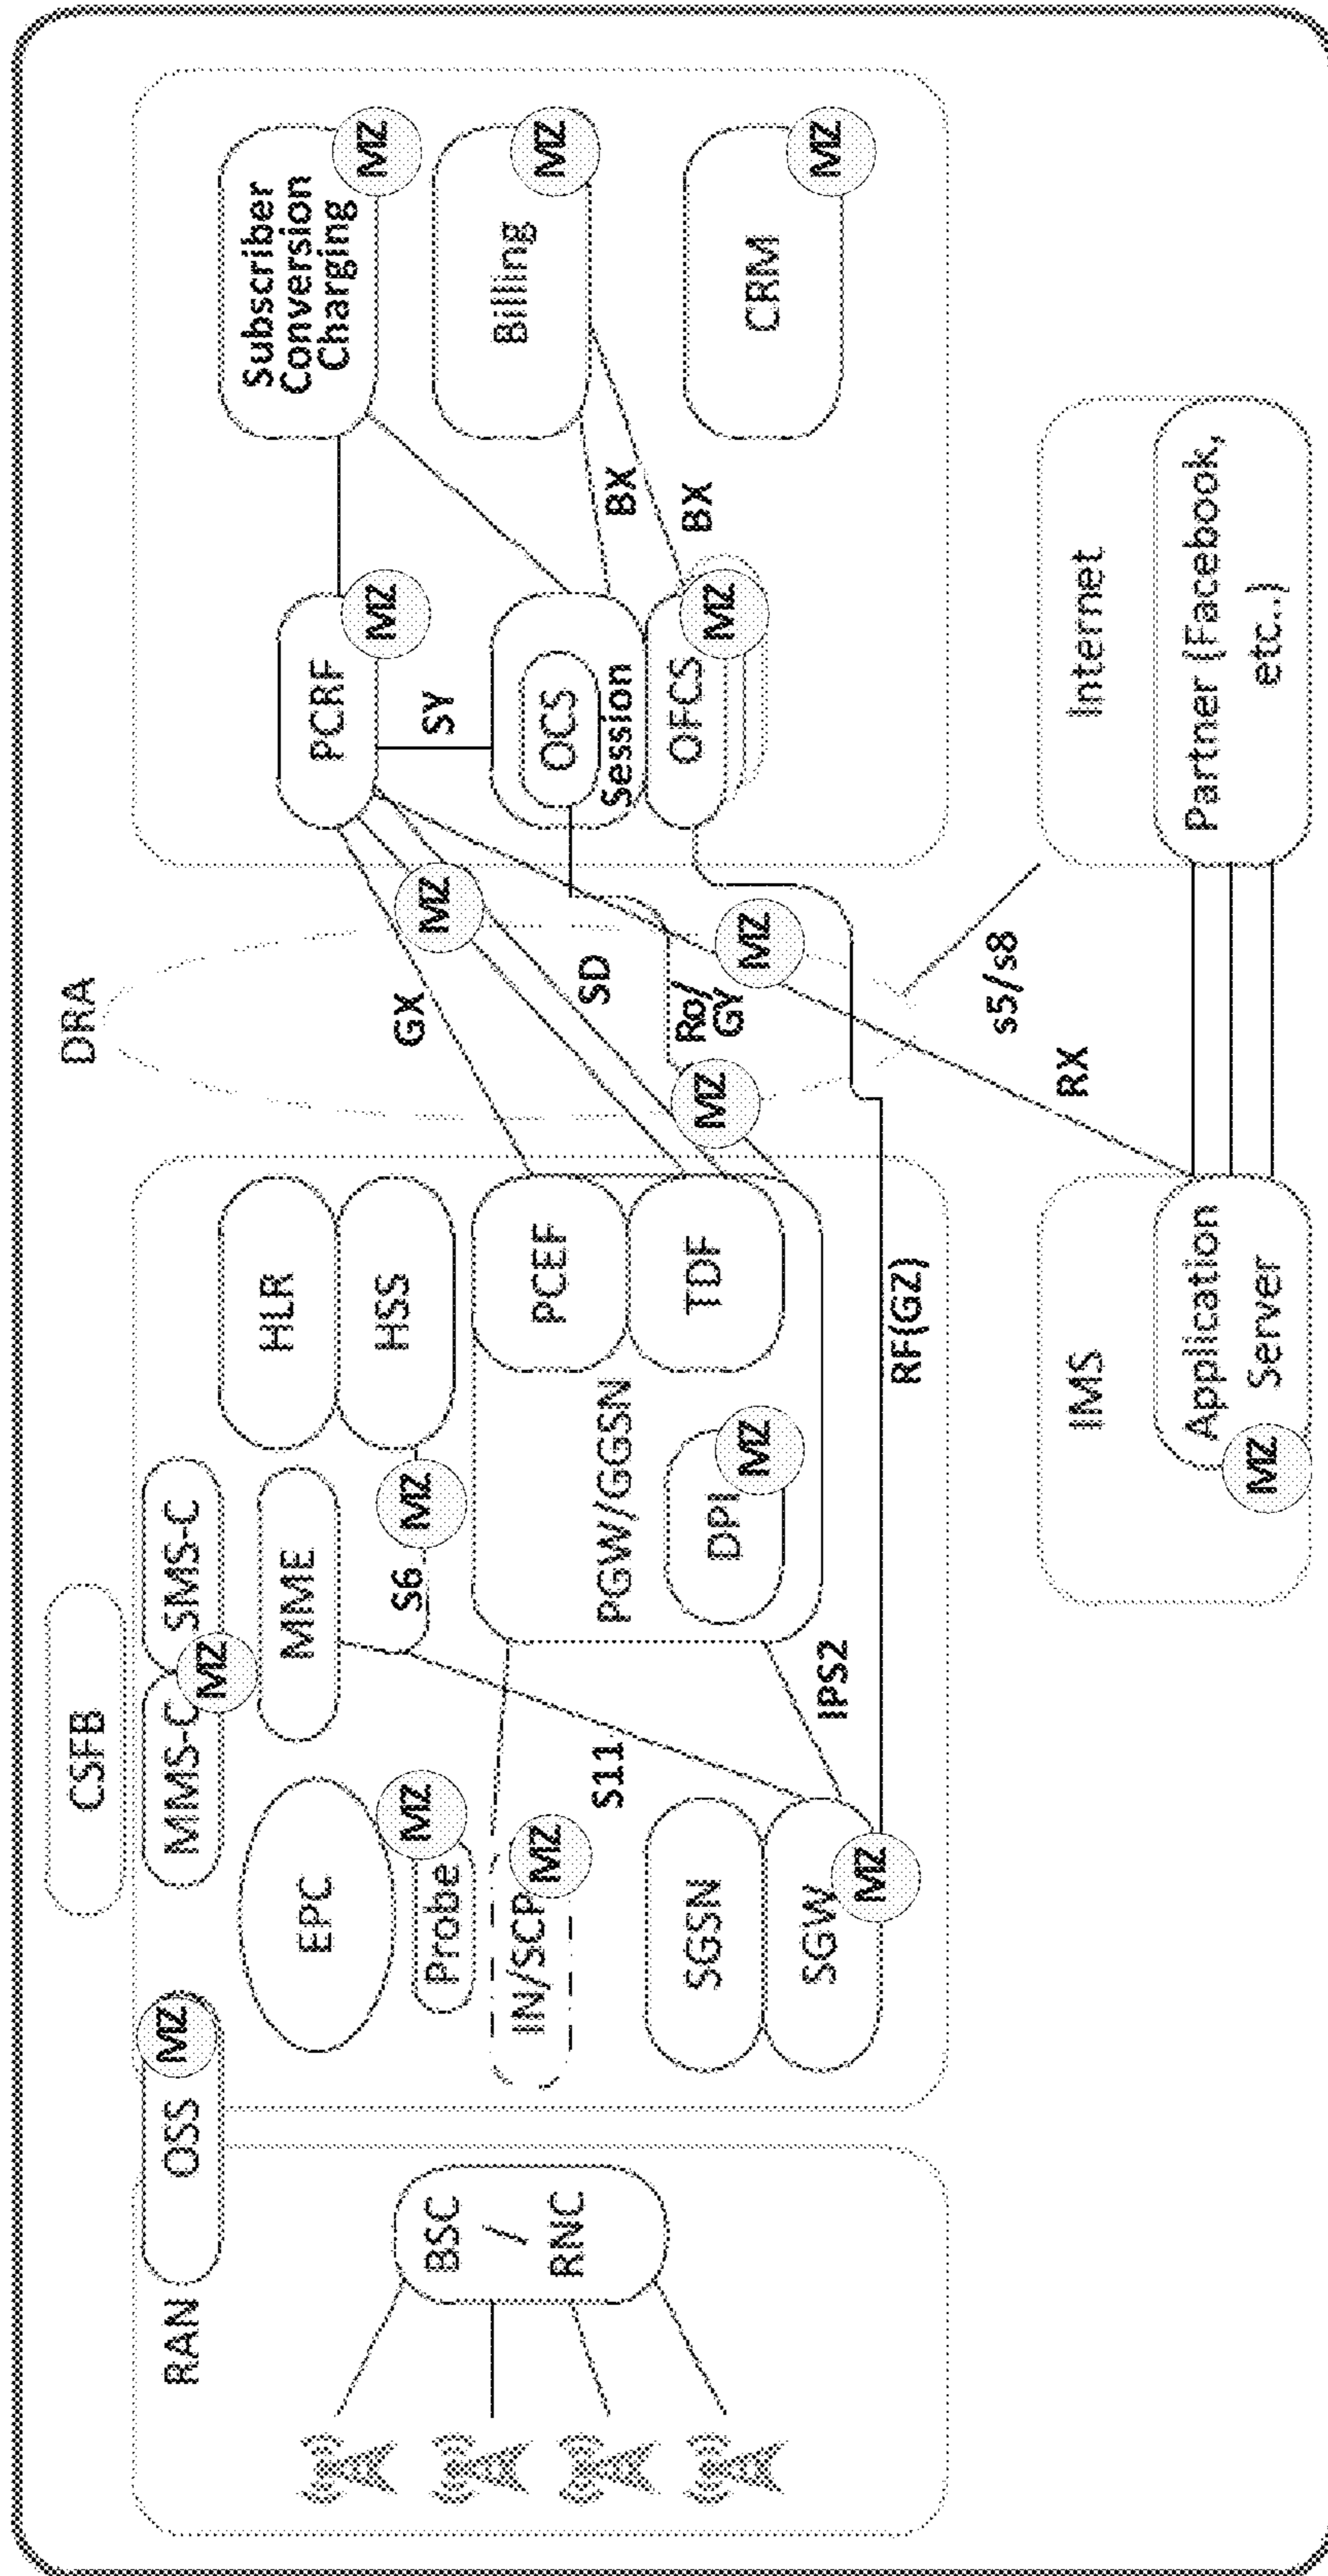 CSFB
DRA
RAN
OSS
MZ
MMS-C
SMS-C
MZ
EPC
MME
HLR
HSS
Probe
MZ
S6
MZ
IN/SCP
MZ
S11
PGW/GGSN
PCEF
TDF
DPI
MZ
SGSN
SGW
MZ
IPS2
BSC
/
RNC
RF(GZ)
GX
MZ
SD
Ro/
GY
MZ
MZ
s5/s8
RX
PCRF
MZ
SY
OCS
Session
OFCS
MZ
BX
BX
Subscriber
Conversion
Charging
MZ
Billing
MZ
CRM
MZ
IMS
Application
Server
MZ
Internet
Partner (Facebook,
etc..)